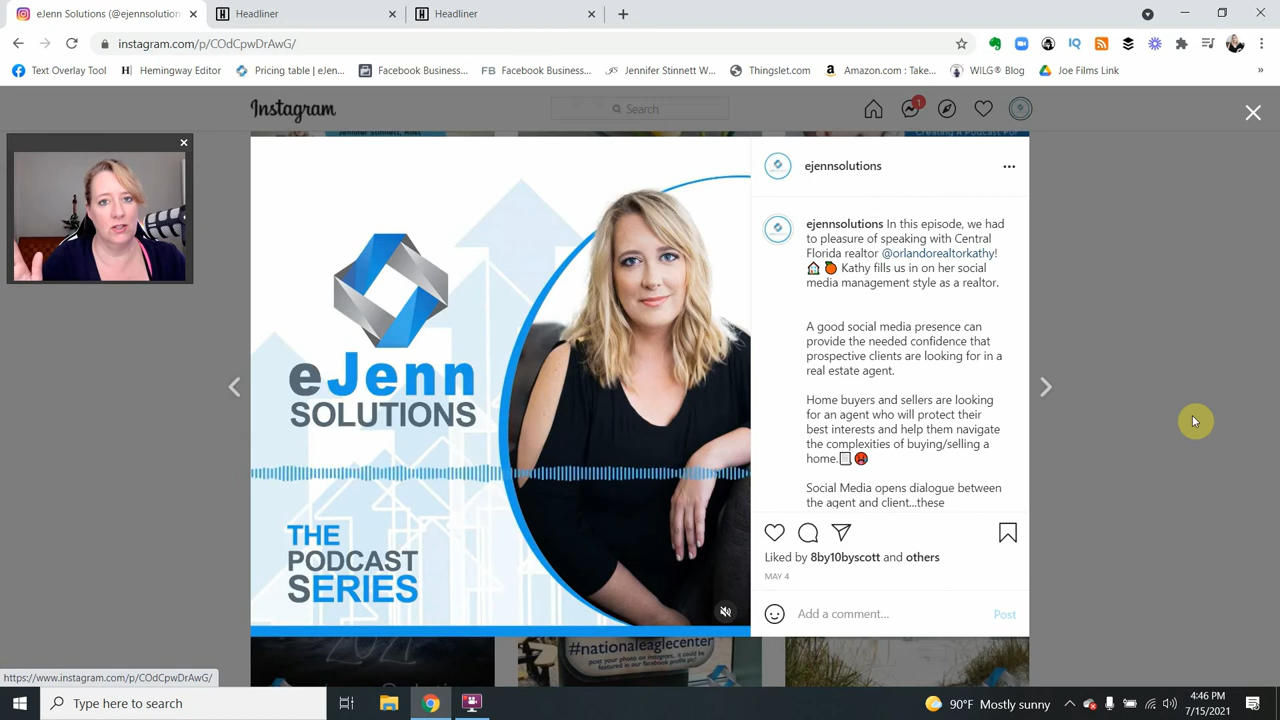 eJenn Solutions (@ejennsolution
Headliner
Headliner
instagram.com/p/COdCpwDrAwG/
Text Overlay Tool
Hemingway Editor
Pricing table | eJen...
Facebook Business...
FB Facebook Business...
Jennifer Stinnett W...
Thingslet.com
Amazon.com : Take...
WILG® Blog
Joe Films Link
»
Instagram
Search
1
ejennsolutions
ejennsolutions In this episode, we had
to pleasure of speaking with Central
Florida realtor @orlandorealtorkathy!
🏠 🍊 Kathy fills us in on her social
media management style as a realtor.
A good social media presence can
provide the needed confidence that
prospective clients are looking for in a
real estate agent.
Home buyers and sellers are looking
for an agent who will protect their
best interests and help them navigate
the complexities of buying/selling a
home.
Social Media opens dialogue between
the agent and client...these
Liked by 8by10byscott and others
MAY 4
Add a comment...
Post
eJenn
SOLUTIONS
THE
PODCAST
SERIES
#nationaleaglecenter
https://www.instagram.com/p/COdCpwDrAwG/
Type here to search
90°F Mostly sunny
4:46 PM
7/15/2021